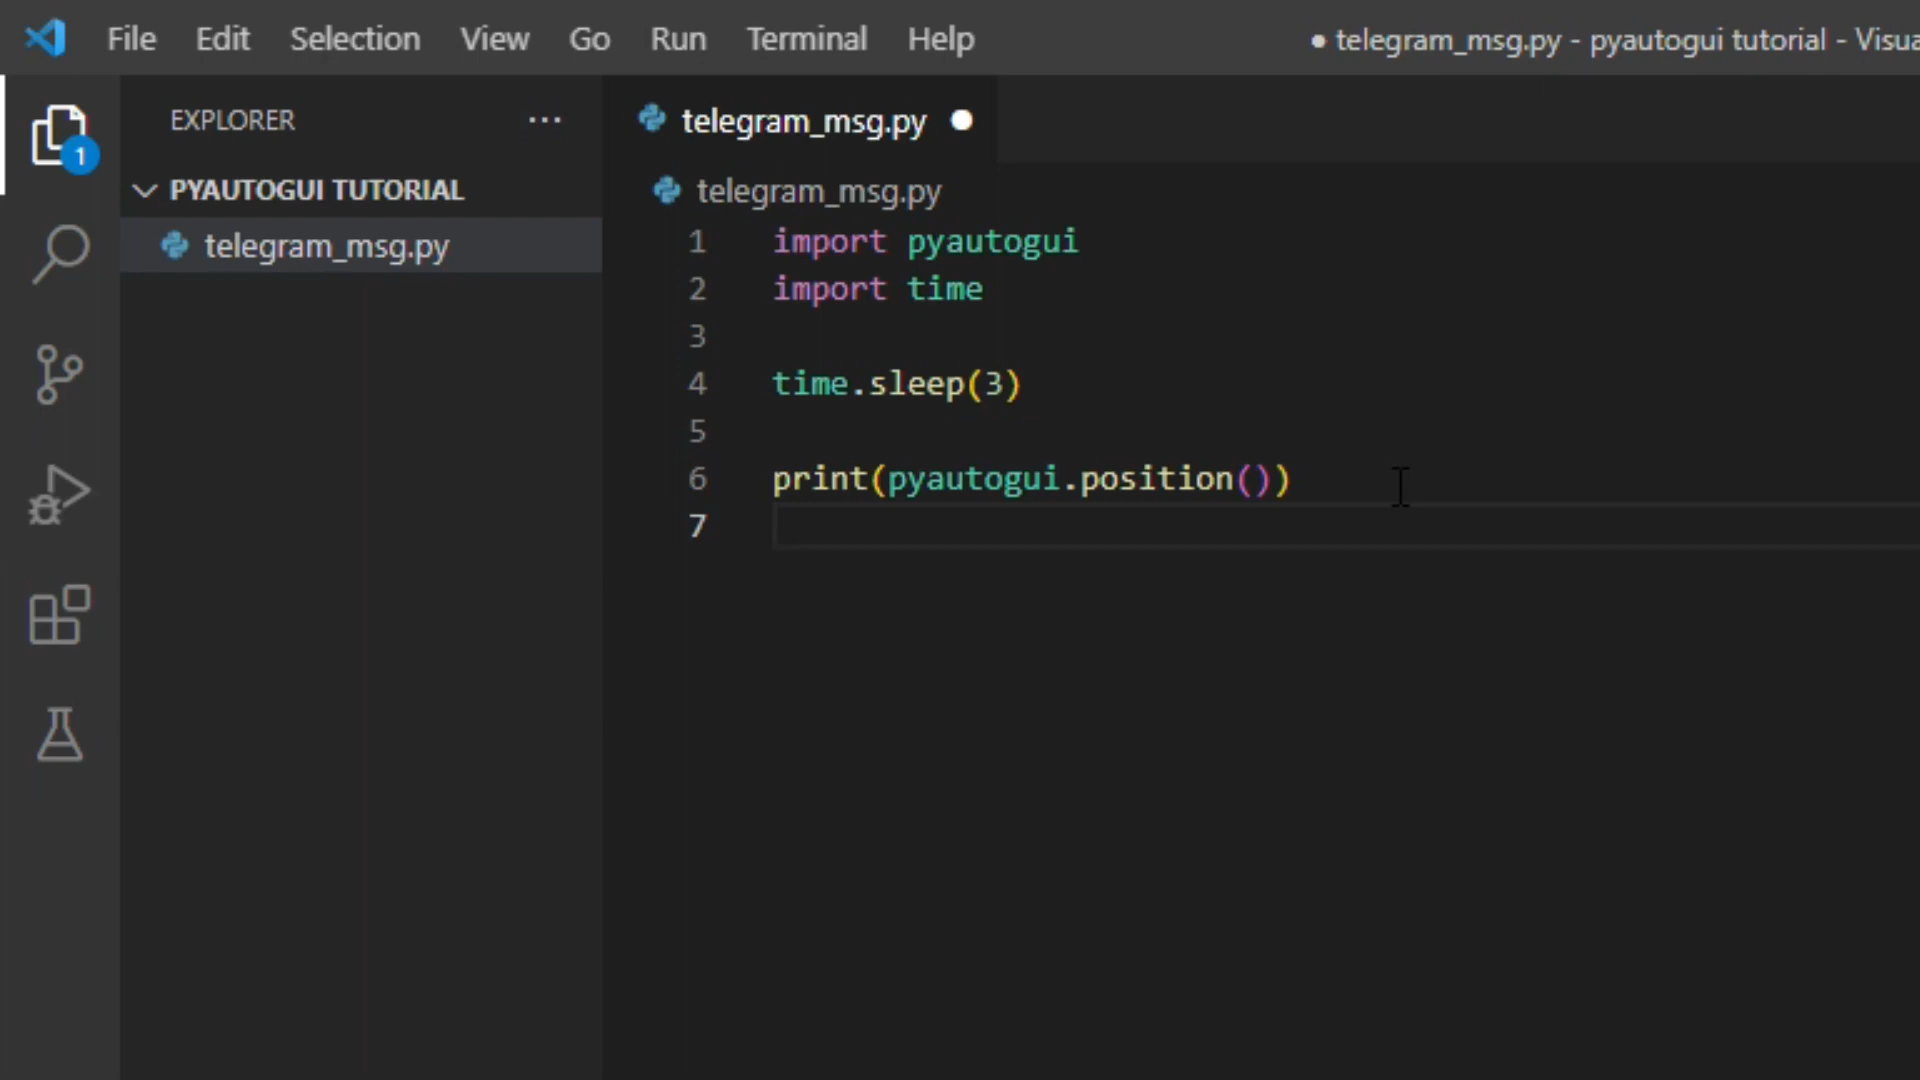 File Edit Selection View Go Run Terminal Help
● telegram_msg.py - pyautogui tutorial - Visua
EXPLORER ···
PYAUTOGUI TUTORIAL
telegram_msg.py
1
telegram_msg.py ●
telegram_msg.py
1 import pyautogui
2 import time
3
4 time.sleep(3)
5
6 print(pyautogui.position())
7